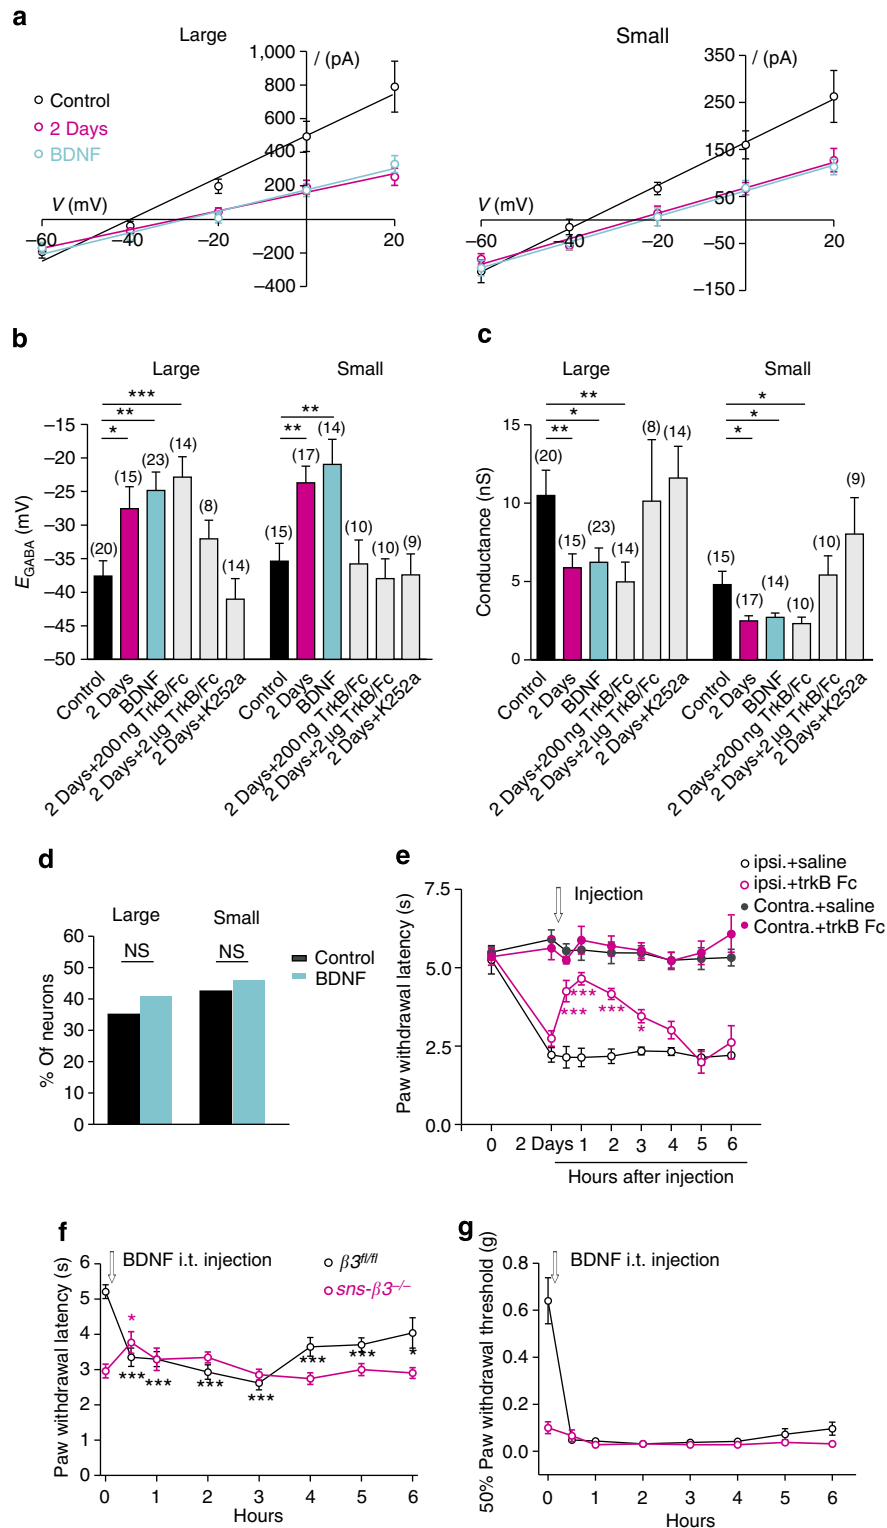 a
Large
Small
Control
2 Days
BDNF
I (pA)
1,000
800
600
400
200
–200
–400
V (mV)
–60
–40
–20
20
I (pA)
350
250
150
50
–50
–150
V (mV)
–60
–40
–20
20
b
Large
Small
***
**
*
**
**
EGABA (mV)
–15
–20
–25
–30
–35
–40
–45
–50
(20)
(15)
(23)
(14)
(8)
(14)
(15)
(17)
(14)
(10)
(10)
(9)
Control
2 Days
BDNF
2 Days+200 ng TrkB/Fc
2 Days+2 µg TrkB/Fc
2 Days+K252a
Control
2 Days
BDNF
2 Days+200 ng TrkB/Fc
2 Days+2 µg TrkB/Fc
2 Days+K252a
c
Large
Small
**
*
**
*
*
*
Conductance (nS)
15
10
5
0
(20)
(15)
(23)
(14)
(8)
(14)
(15)
(17)
(14)
(10)
(10)
(9)
Control
2 Days
BDNF
2 Days+200 ng TrkB/Fc
2 Days+2 µg TrkB/Fc
2 Days+K252a
Control
2 Days
BDNF
2 Days+200 ng TrkB/Fc
2 Days+2 µg TrkB/Fc
2 Days+K252a
d
Large
Small
NS
NS
Control
BDNF
% Of neurons
60
50
40
30
20
10
0
e
ipsi.+saline
ipsi.+trkB Fc
Contra.+saline
Contra.+trkB Fc
Injection
Paw withdrawal latency (s)
7.5
5.0
2.5
0.0
***
***
***
*
0
2 Days
1
2
3
4
5
6
Hours after injection
f
BDNF i.t. injection
β3fl/fl
sns-β3–/–
Paw withdrawal latency (s)
6
5
4
3
2
1
0
*
***
***
***
***
***
***
*
0
1
2
3
4
5
6
Hours
g
BDNF i.t. injection
50% Paw withdrawal threshold (g)
0.8
0.6
0.4
0.2
0.0
0
1
2
3
4
5
6
Hours